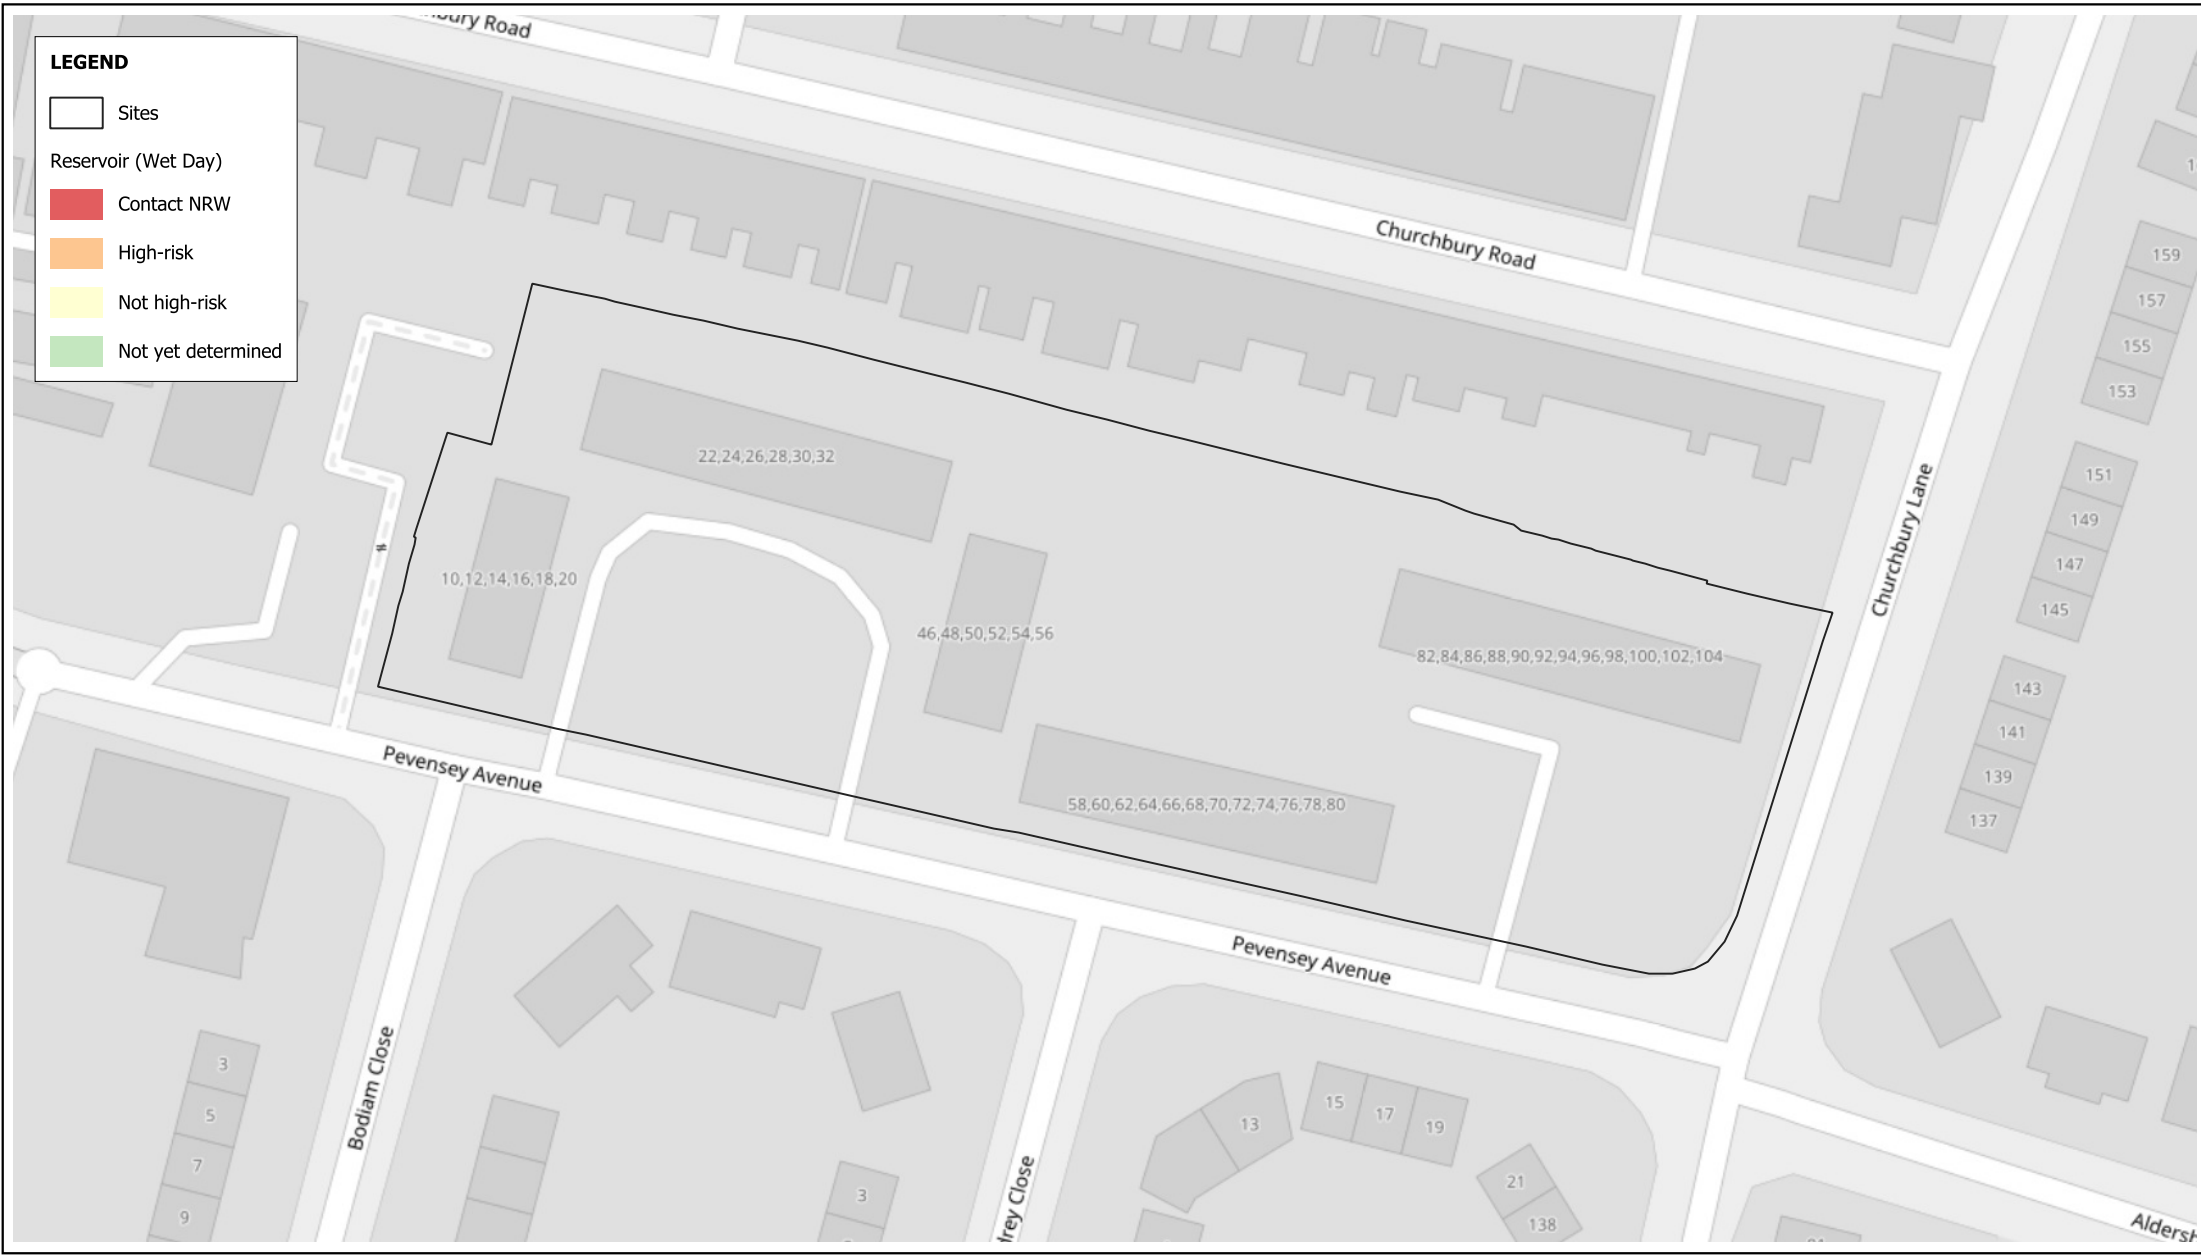 Road
LEGEND
Sites
Reservoir (Wet Day)
Contact NRW
High-risk
Not high-risk
Not yet determined
Churchbury Road
159
157
155
153
151
149
147
145
143
141
139
137
Churchbury Lane
22,24,26,28,30,32
10,12,14,16,18,20
46,48,50,52,54,56
82,84,86,88,90,92,94,96,98,100,102,104
58,60,62,64,66,68,70,72,74,76,78,80
Pevensey Avenue
Pevensey Avenue
Bodiam Close
3
5
7
9
3
Close
13
15
17
19
21
138